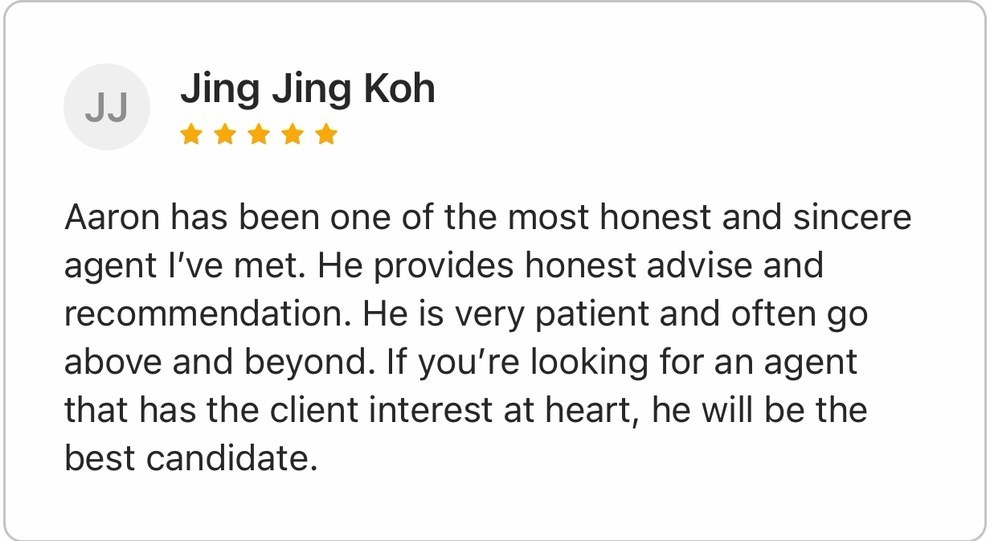 JJ
Jing Jing Koh
Aaron has been one of the most honest and sincere
agent I’ve met. He provides honest advise and
recommendation. He is very patient and often go
above and beyond. If you’re looking for an agent
that has the client interest at heart, he will be the
best candidate.